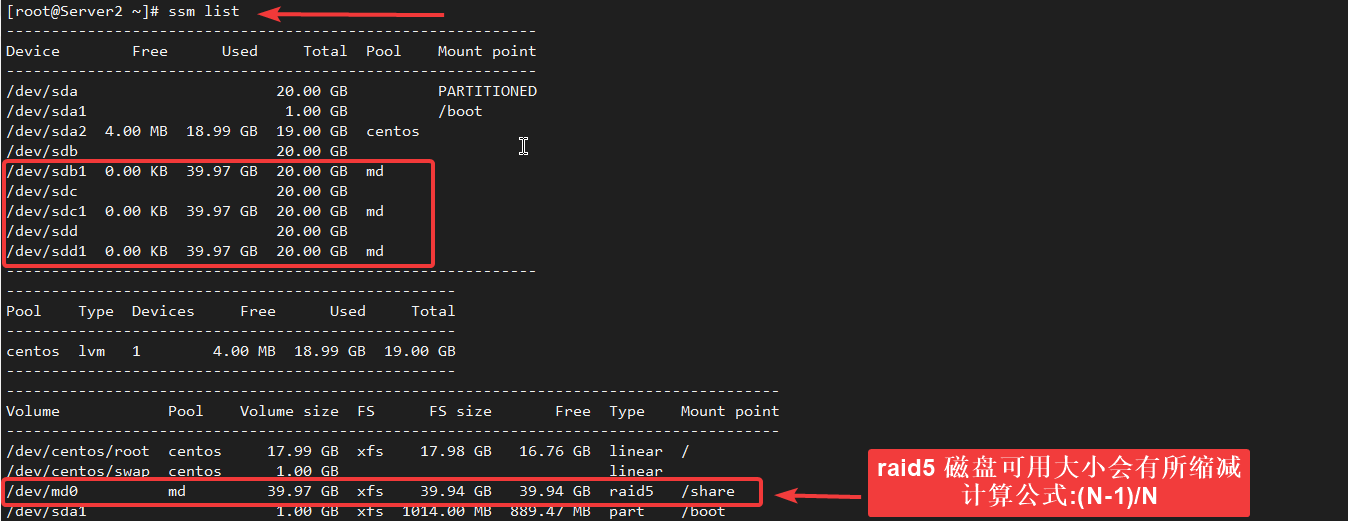 [root@Server2 ~]# ssm list
-----------------------------------------------------------
Device        Free      Used     Total  Pool    Mount point
-----------------------------------------------------------
/dev/sda                      20.00 GB          PARTITIONED
/dev/sda1                      1.00 GB          /boot
/dev/sda2  4.00 MB  18.99 GB  19.00 GB  centos
/dev/sdb                      20.00 GB
/dev/sdb1  0.00 KB  39.97 GB  20.00 GB  md
/dev/sdc                      20.00 GB
/dev/sdc1  0.00 KB  39.97 GB  20.00 GB  md
/dev/sdd                      20.00 GB
/dev/sdd1  0.00 KB  39.97 GB  20.00 GB  md
-----------------------------------------------------------
--------------------------------------------------
Pool    Type  Devices     Free      Used     Total
--------------------------------------------------
centos  lvm   1        4.00 MB  18.99 GB  19.00 GB
--------------------------------------------------
--------------------------------------------------------------------------------------
Volume            Pool    Volume size  FS      FS size       Free  Type    Mount point
--------------------------------------------------------------------------------------
/dev/centos/root  centos     17.99 GB  xfs    17.98 GB   16.76 GB  linear  /
/dev/centos/swap  centos      1.00 GB                              linear
/dev/md0          md         39.97 GB  xfs    39.94 GB   39.94 GB  raid5   /share
/dev/sda1                     1.00 GB  xfs  1014.00 MB  889.47 MB  part    /boot
raid5 磁盘可用大小会有所缩减
计算公式:(N-1)/N